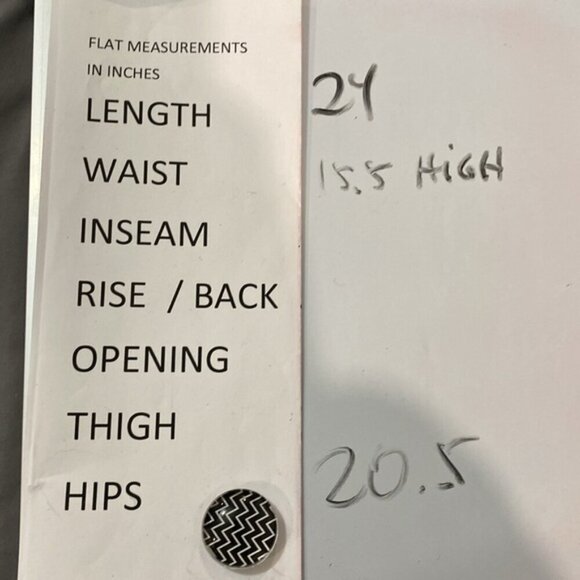 FLAT MEASUREMENTS
IN INCHES
LENGTH 24
WAIST 15.5 HiGH
INSEAM
RISE / BACK
OPENING
THIGH
HIPS 20.5